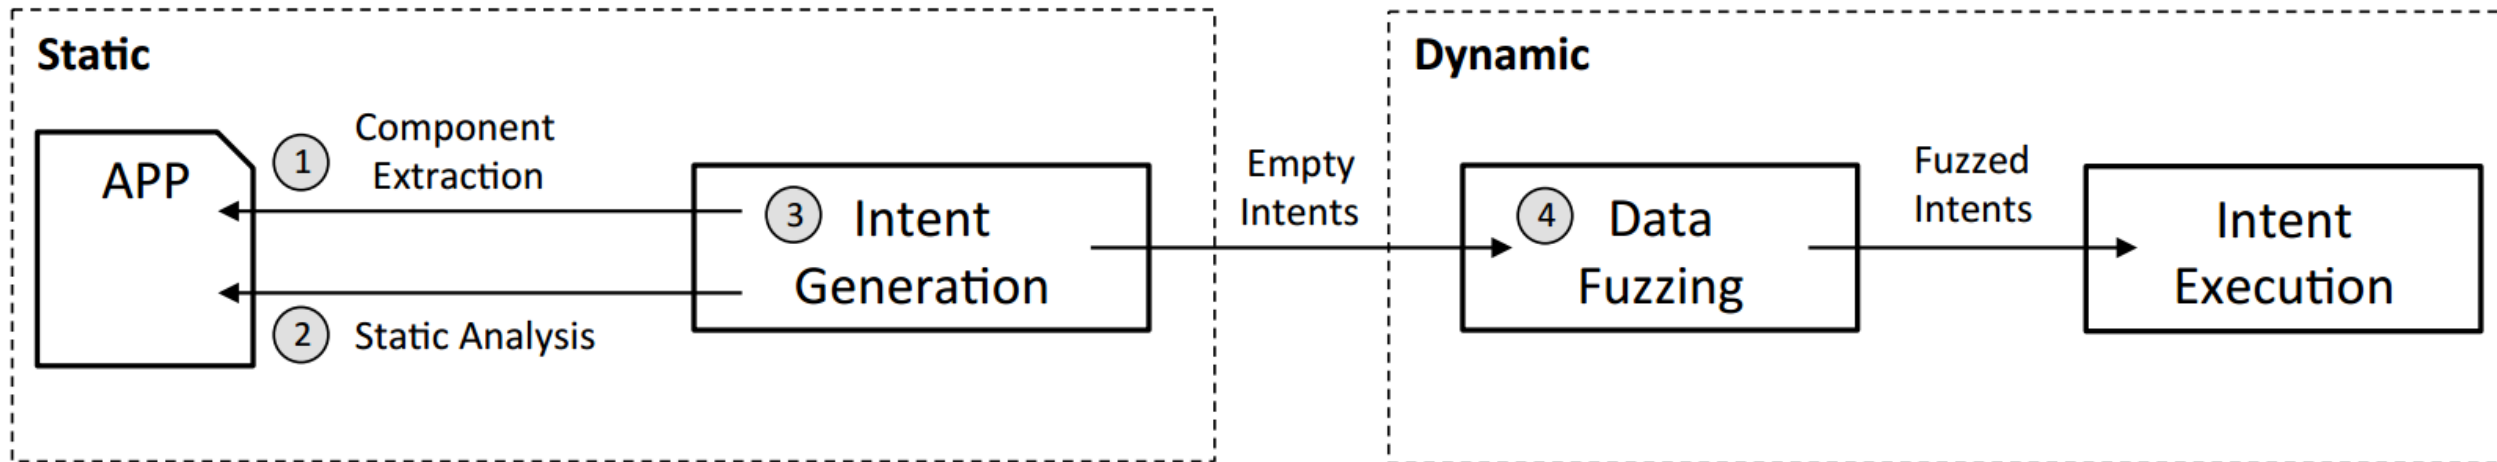 Static
APP
1
Component
Extraction
2
Static Analysis
3
Intent
Generation
Empty
Intents
Dynamic
4
Data
Fuzzing
Fuzzed
Intents
Intent
Execution